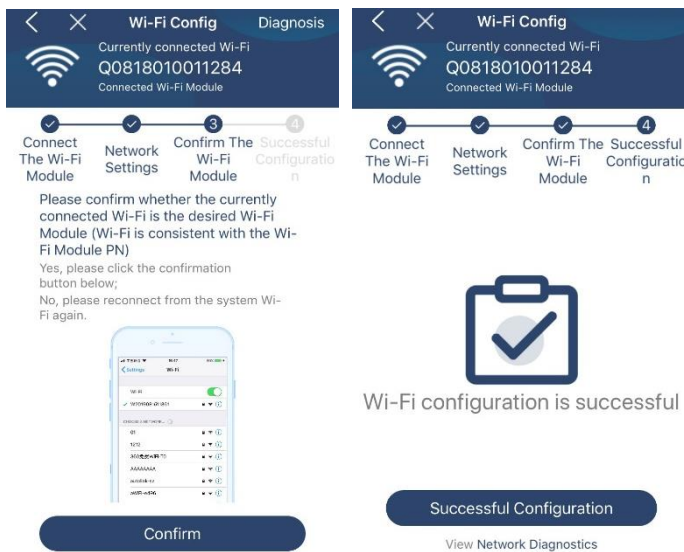 Wi-Fi Config
Diagnosis
Currently connected Wi-Fi
Q0818010011284
Connected Wi-Fi Module
3
4
Connect
The Wi-Fi
Module
Network
Settings
Confirm The
Wi-Fi
Module
Successful
Configuratio
n
Please confirm whether the currently
connected Wi-Fi is the desired Wi-Fi
Module (Wi-Fi is consistent with the Wi-
Fi Module PN)
Yes, please click the confirmation
button below;
No, please reconnect from the system Wi-
Fi again.
Settings
Wi-Fi
Wi-Fi
1212
AAAAAAAA
Confirm
Wi-Fi Config
Currently connected Wi-Fi
Q0818010011284
Connected Wi-Fi Module
4
Connect
The Wi-Fi
Module
Network
Settings
Confirm The
Wi-Fi
Module
Successful
Configuratio
n
Wi-Fi configuration is successful
Successful Configuration
View Network Diagnostics